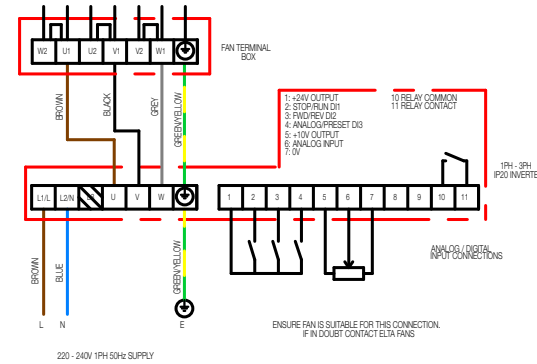 W2 U1 U2 V1 V2 W1
FAN TERMINAL
BOX
BROWN
BLACK
GREY
GREEN/YELLOW
1: +24V OUTPUT
2: STOP/RUN DI1
3: FWD/REV DI2
4: ANALOG/PRESET DI3
5: +10V OUTPUT
6: ANALOG INPUT
7: 0V
10 RELAY COMMON
11 RELAY CONTACT
1PH - 3PH
IP20 INVERTE
L1/L L2/N L3 U V W
1 2 3 4 5 6 7 8 9 10 11
ANALOG / DIGITAL
INPUT CONNECTIONS
BROWN
BLUE
GREEN/YELLOW
L N E
ENSURE FAN IS SUITABLE FOR THIS CONNECTION.
IF IN DOUBT CONTACT ELTA FANS
220 - 240V 1PH 50Hz SUPPLY